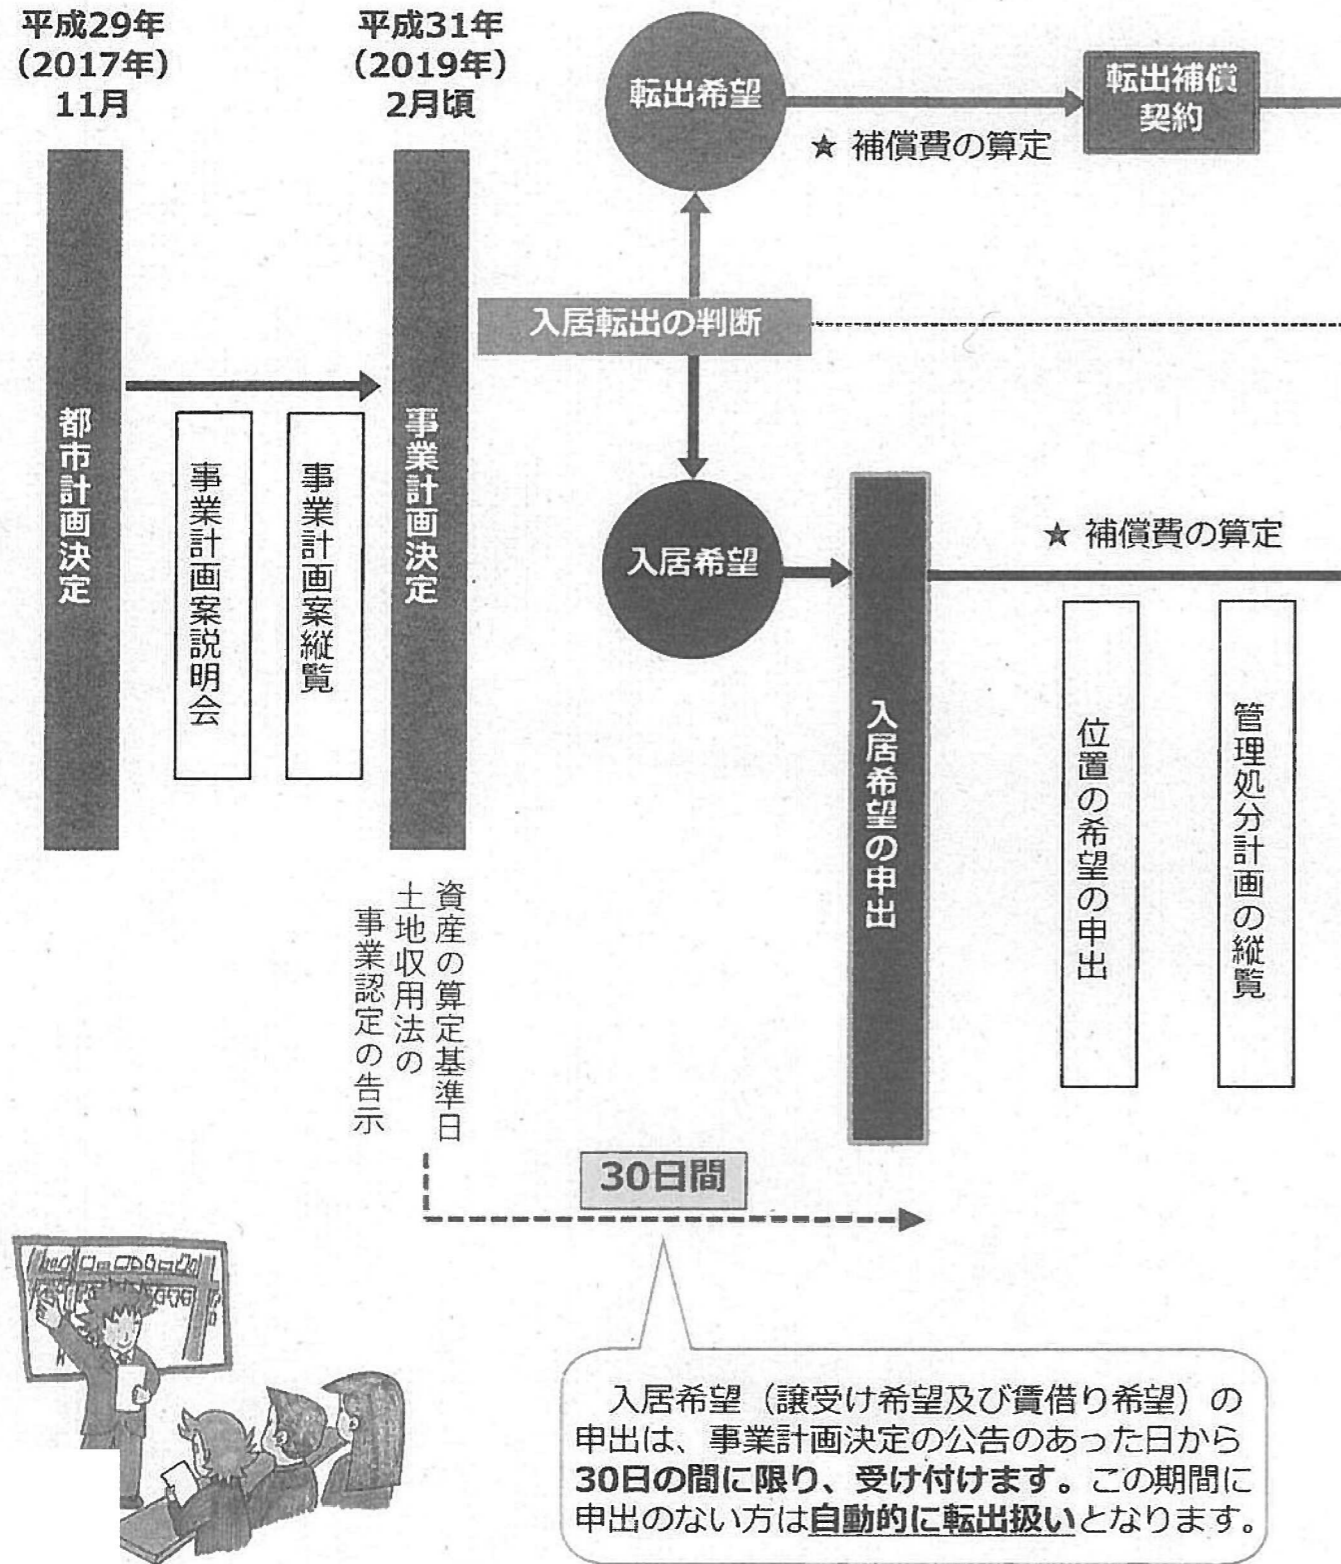 平成29年
（2017年）
11月
平成31年
（2019年）
2月頃
転出希望
★ 補償費の算定
転出補償
契約
入居転出の判断
都市計画決定
事業計画案説明会
事業計画案縦覧
事業計画決定
入居希望
入居希望の申出
★ 補償費の算定
位置の希望の申出
管理処分計画の縦覧
資産の算定基準日
土地収用法の
事業認定の告示
30日間
入居希望（譲受け希望及び賃借り希望）の
申出は、事業計画決定の公告のあった日から
30日の間に限り、受け付けます。この期間に
申出のない方は自動的に転出扱いとなります。